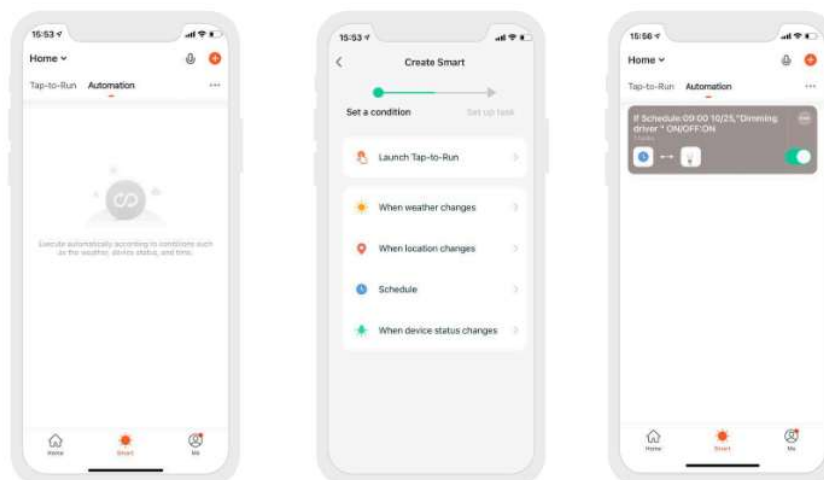 15:53
Home
Tap-to-Run Automation
Execute automatically according to conditions such
as the weather, device status, and time.
Home Smart Me
15:53
Create Smart
Set a condition Set up task
Launch Tap-to-Run
When weather changes
When location changes
Schedule
When device status changes
15:56
Home
Tap-to-Run Automation
If Schedule:09:00 10/25,"Dimming
driver " ON/OFF:ON
Home Smart Me